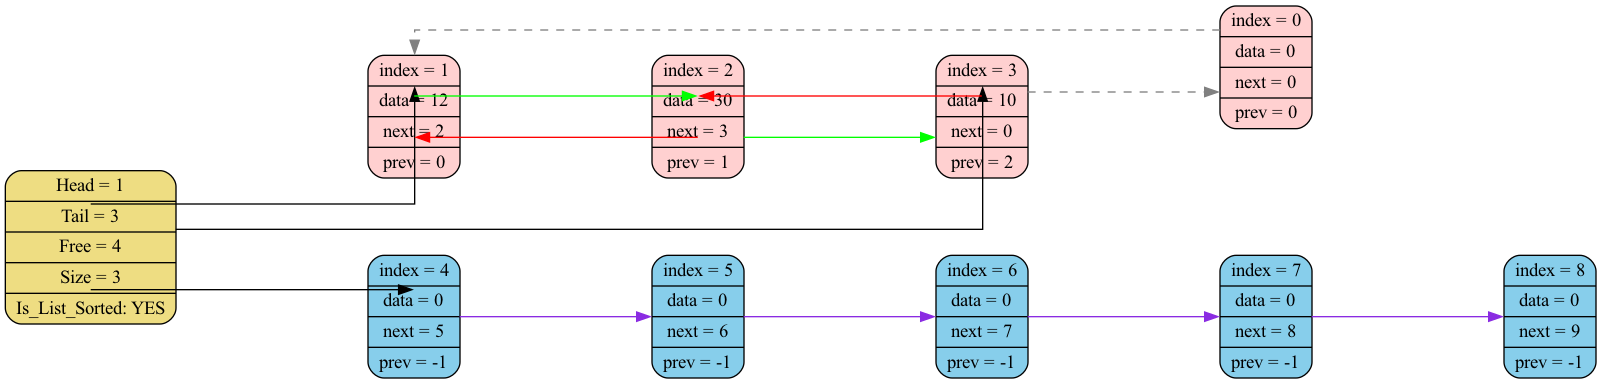 index = 0
data = 0
next = 0
prev = 0
index = 1
data = 12
next = 2
prev = 0
index = 2
data = 30
next = 3
prev = 1
index = 3
data = 10
next = 0
prev = 2
Head = 1
Tail = 3
Free = 4
Size = 3
Is_List_Sorted: YES
index = 4
data = 0
next = 5
prev = -1
index = 5
data = 0
next = 6
prev = -1
index = 6
data = 0
next = 7
prev = -1
index = 7
data = 0
next = 8
prev = -1
index = 8
data = 0
next = 9
prev = -1